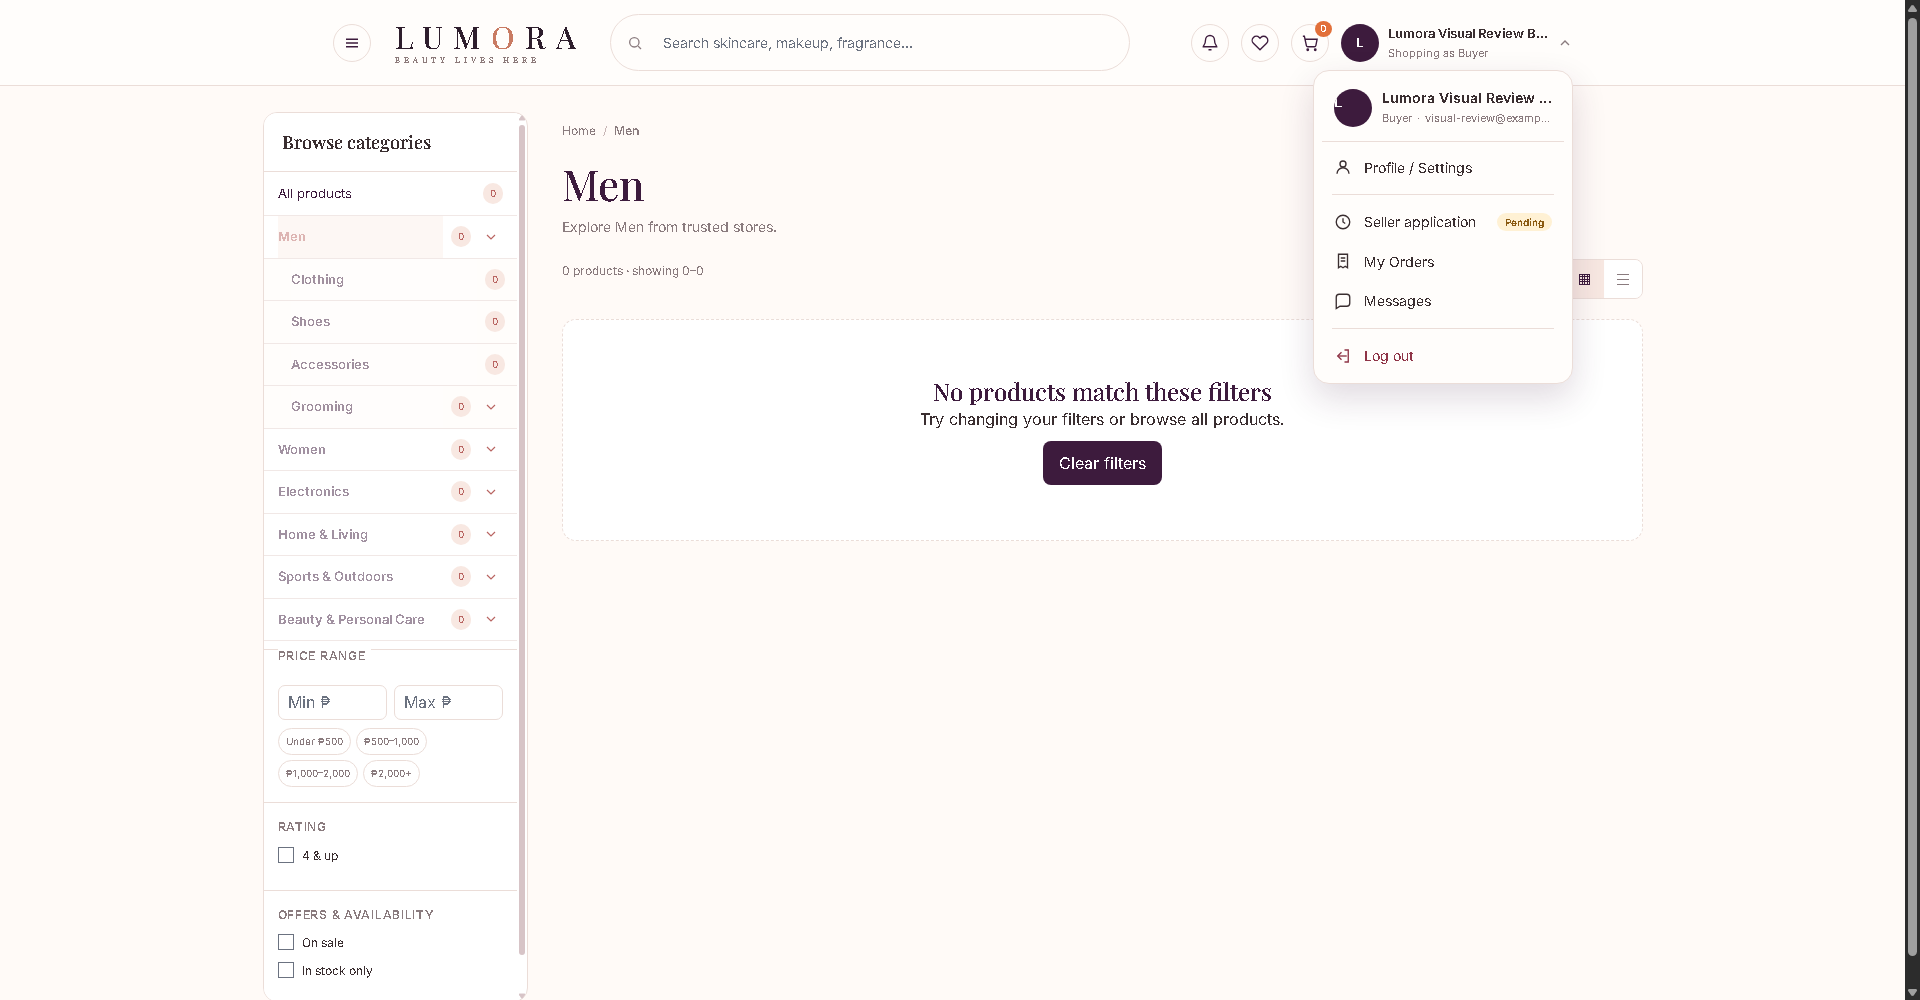 LUMORA
BEAUTY LIVES HERE
Search skincare, makeup, fragrance...
0
L
Lumora Visual Review B...
Shopping as Buyer
L
Lumora Visual Review ...
Buyer · visual-review@examp...
Profile / Settings
Seller application Pending
My Orders
Messages
Log out
Browse categories
All products 0
Men 0
Clothing 0
Shoes 0
Accessories 0
Grooming 0
Women 0
Electronics 0
Home & Living 0
Sports & Outdoors 0
Beauty & Personal Care 0
PRICE RANGE
Min ₱ Max ₱
Under ₱500 ₱500–1,000
₱1,000–2,000 ₱2,000+
RATING
4 & up
OFFERS & AVAILABILITY
On sale
In stock only
Home / Men
Men
Explore Men from trusted stores.
0 products · showing 0–0
No products match these filters
Try changing your filters or browse all products.
Clear filters